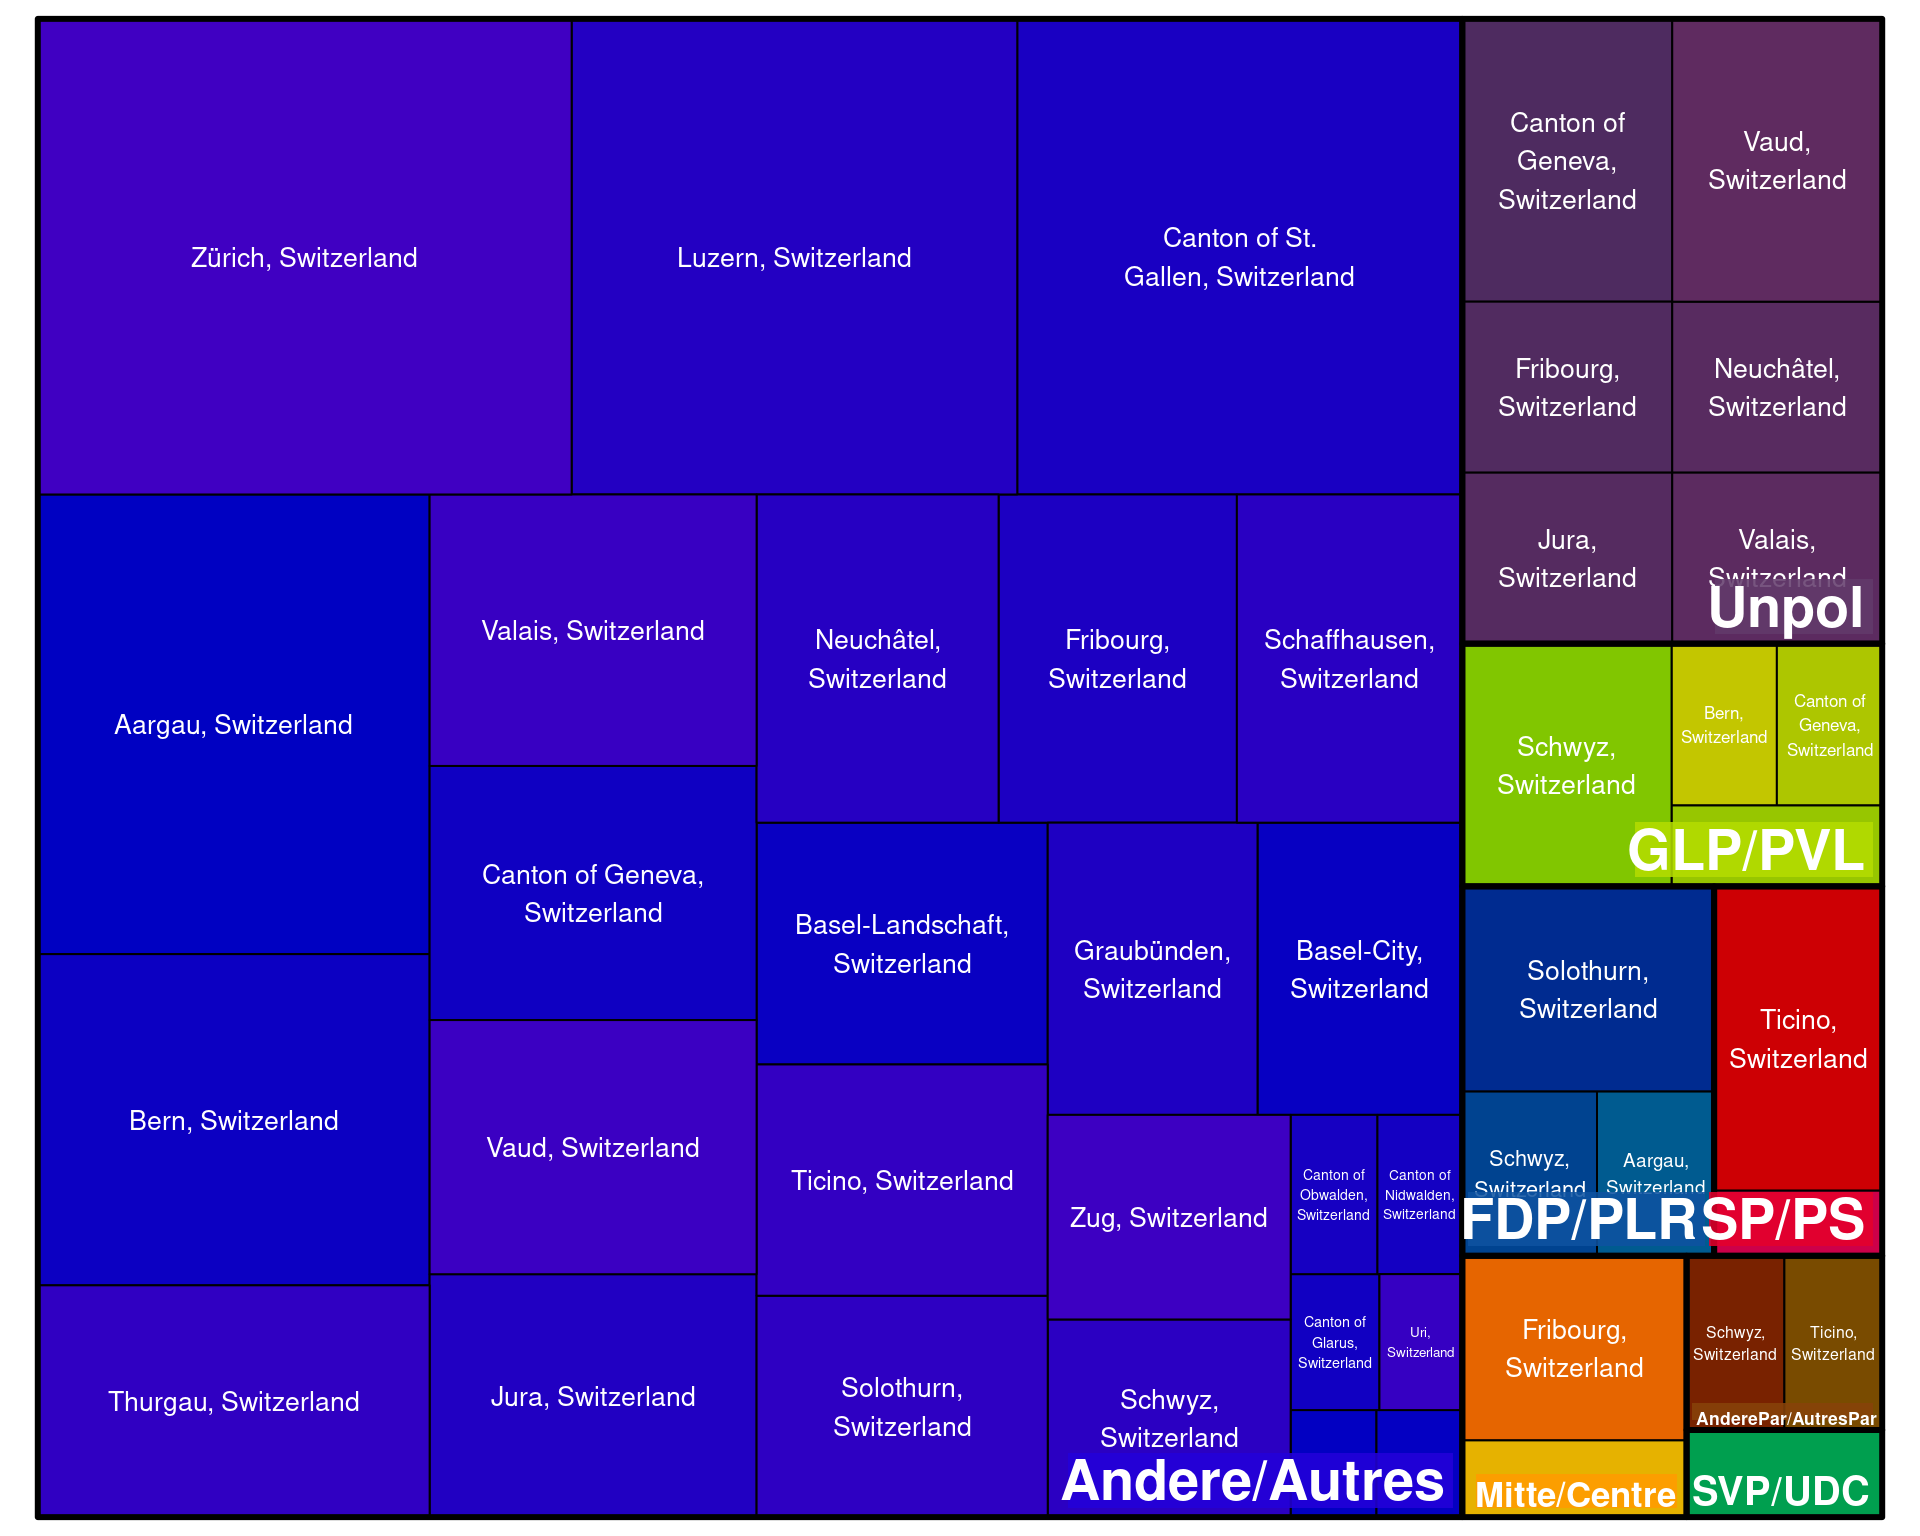 Zürich, Switzerland
Luzern, Switzerland
Canton of St.
Gallen, Switzerland
Aargau, Switzerland
Bern, Switzerland
Thurgau, Switzerland
Valais, Switzerland
Canton of Geneva,
Switzerland
Vaud, Switzerland
Jura, Switzerland
Neuchâtel,
Switzerland
Fribourg,
Switzerland
Schaffhausen,
Switzerland
Basel-Landschaft,
Switzerland
Ticino, Switzerland
Solothurn,
Switzerland
Graubünden,
Switzerland
Basel-City,
Switzerland
Zug, Switzerland
Schwyz,
Switzerland
Canton of
Obwalden,
Switzerland
Canton of
Nidwalden,
Switzerland
Canton of
Glarus,
Switzerland
Uri,
Switzerland
Andere/Autres
Canton of
Geneva,
Switzerland
Vaud,
Switzerland
Fribourg,
Switzerland
Neuchâtel,
Switzerland
Jura,
Switzerland
Valais,
Switzerland
Unpol
Schwyz,
Switzerland
Bern,
Switzerland
Canton of
Geneva,
Switzerland
GLP/PVL
Solothurn,
Switzerland
Schwyz,
Switzerland
Aargau,
Switzerland
FDP/PLR
Ticino,
Switzerland
SP/PS
Fribourg,
Switzerland
Mitte/Centre
Schwyz,
Switzerland
Ticino,
Switzerland
AnderePar/AutresPar
SVP/UDC